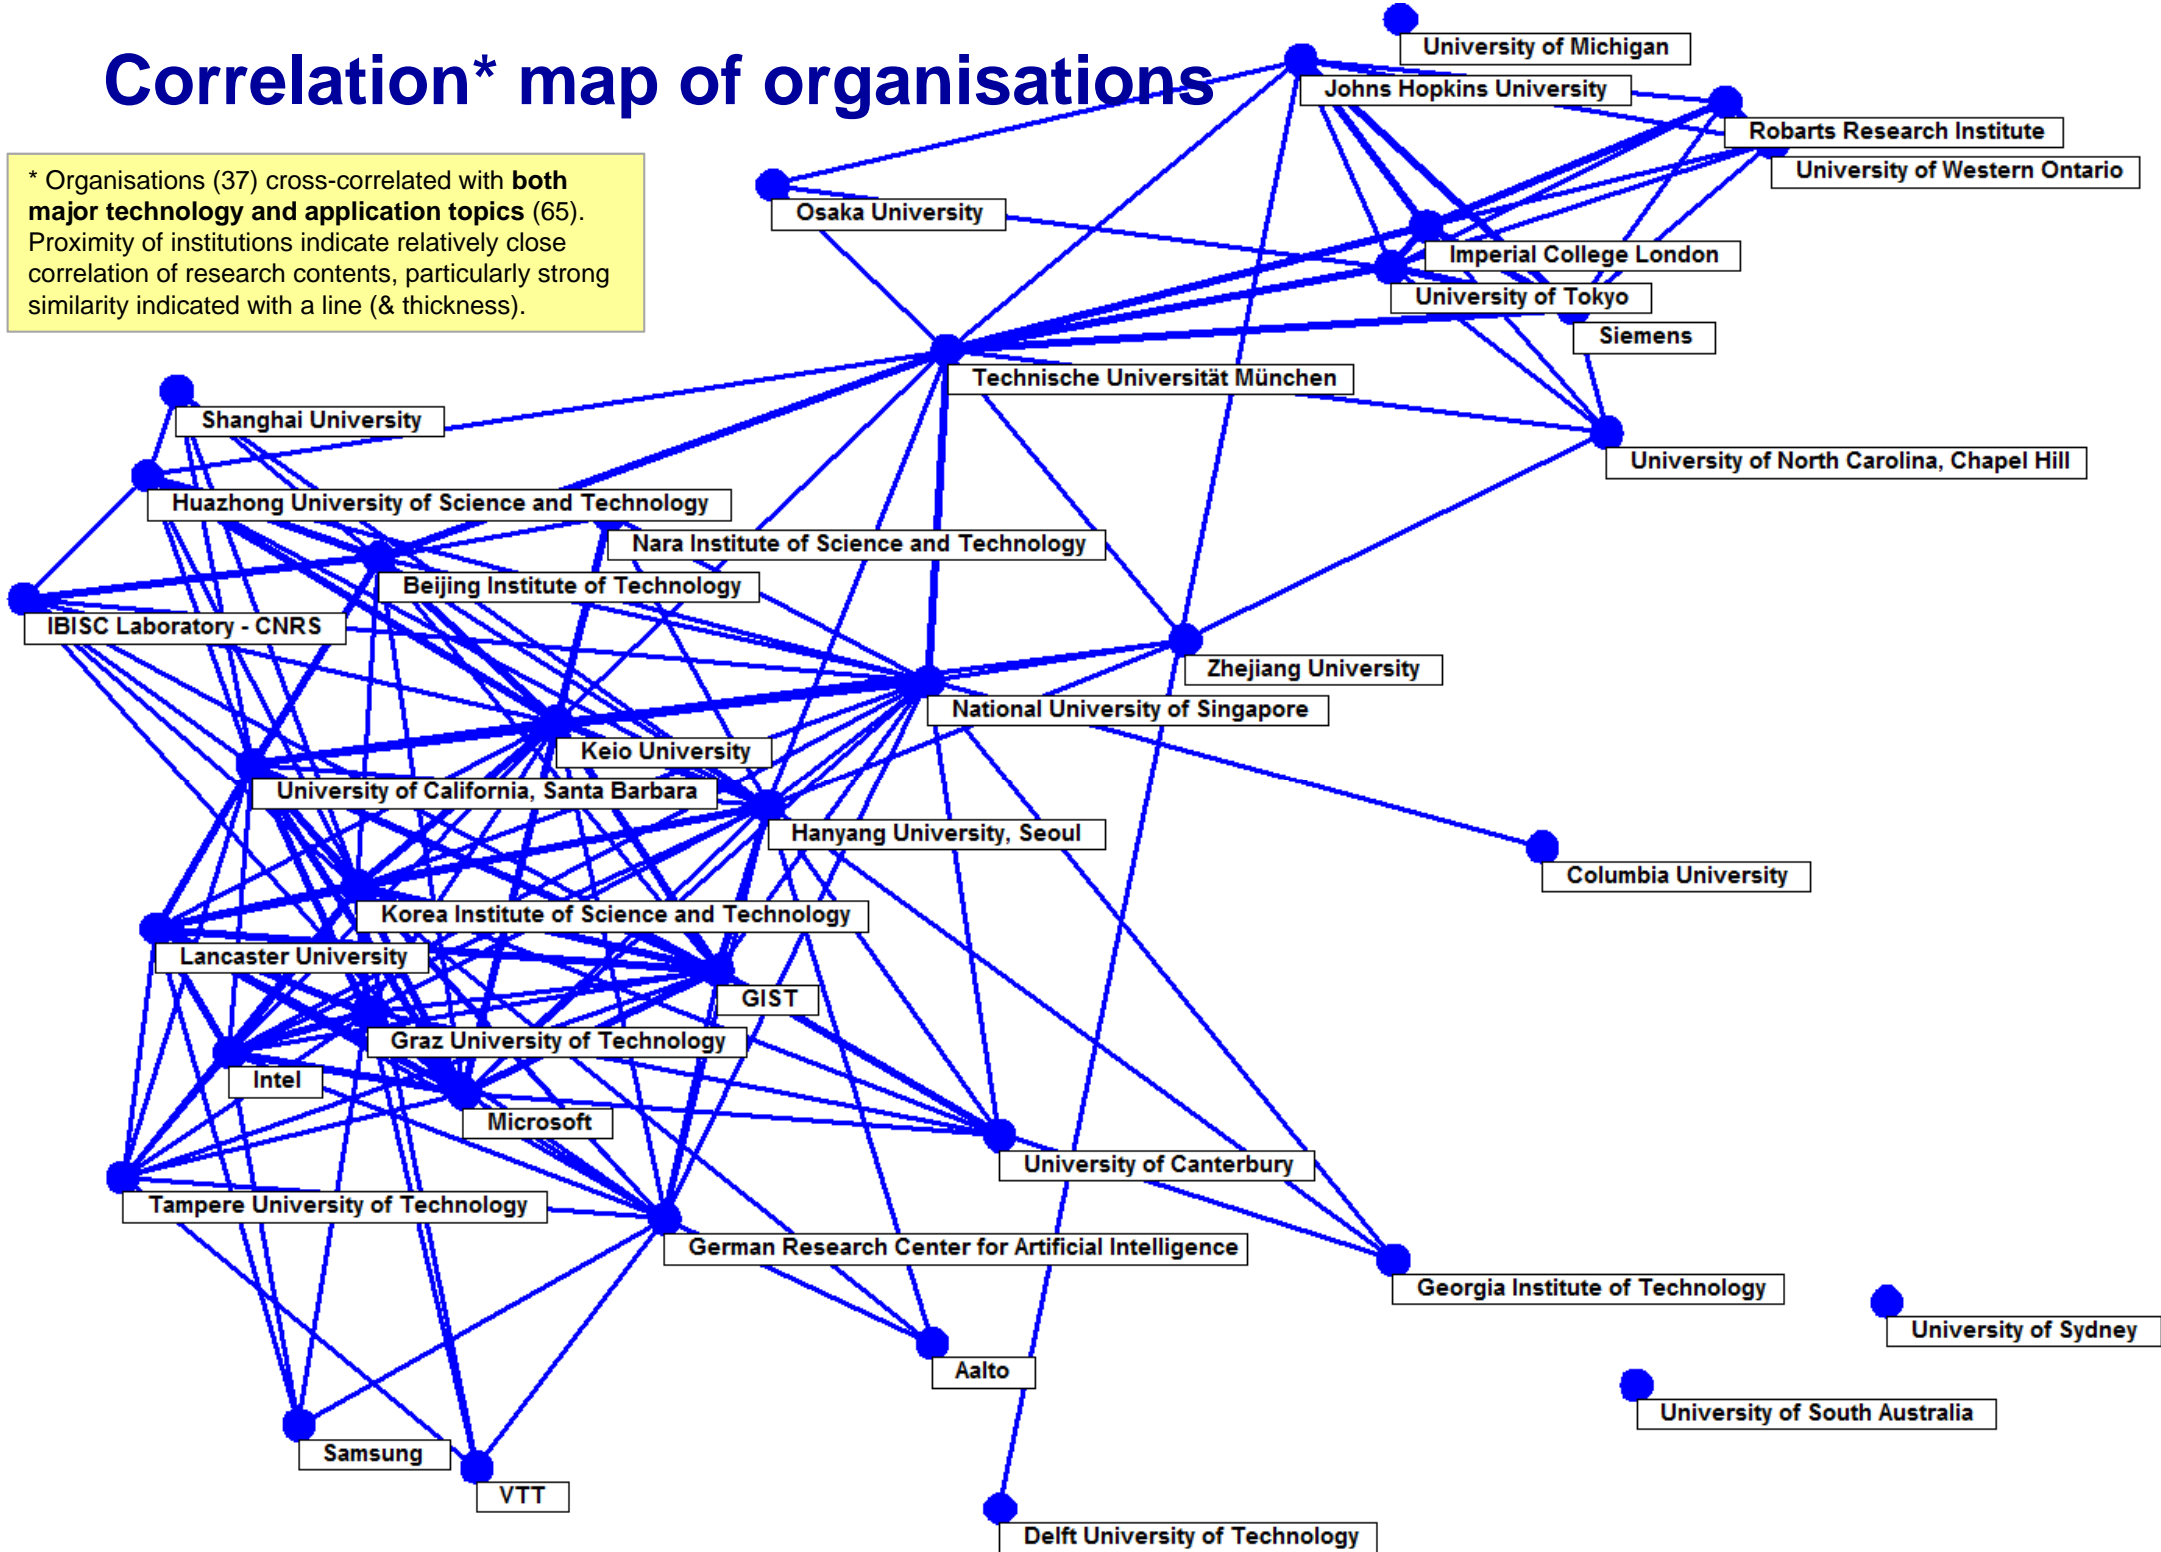 Correlation* map of organisations
* Organisations (37) cross-correlated with both
major technology and application topics (65).
Proximity of institutions indicate relatively close
correlation of research contents, particularly strong
similarity indicated with a line (& thickness).
University of Michigan
Johns Hopkins University
Robarts Research Institute
University of Western Ontario
Osaka University
Imperial College London
University of Tokyo
Siemens
Technische Universität München
Shanghai University
University of North Carolina, Chapel Hill
Huazhong University of Science and Technology
Nara Institute of Science and Technology
Beijing Institute of Technology
IBISC Laboratory - CNRS
Zhejiang University
National University of Singapore
Keio University
University of California, Santa Barbara
Hanyang University, Seoul
Columbia University
Korea Institute of Science and Technology
Lancaster University
GIST
Graz University of Technology
Intel
Microsoft
University of Canterbury
Tampere University of Technology
German Research Center for Artificial Intelligence
Georgia Institute of Technology
University of Sydney
Aalto
University of South Australia
Samsung
VTT
Delft University of Technology